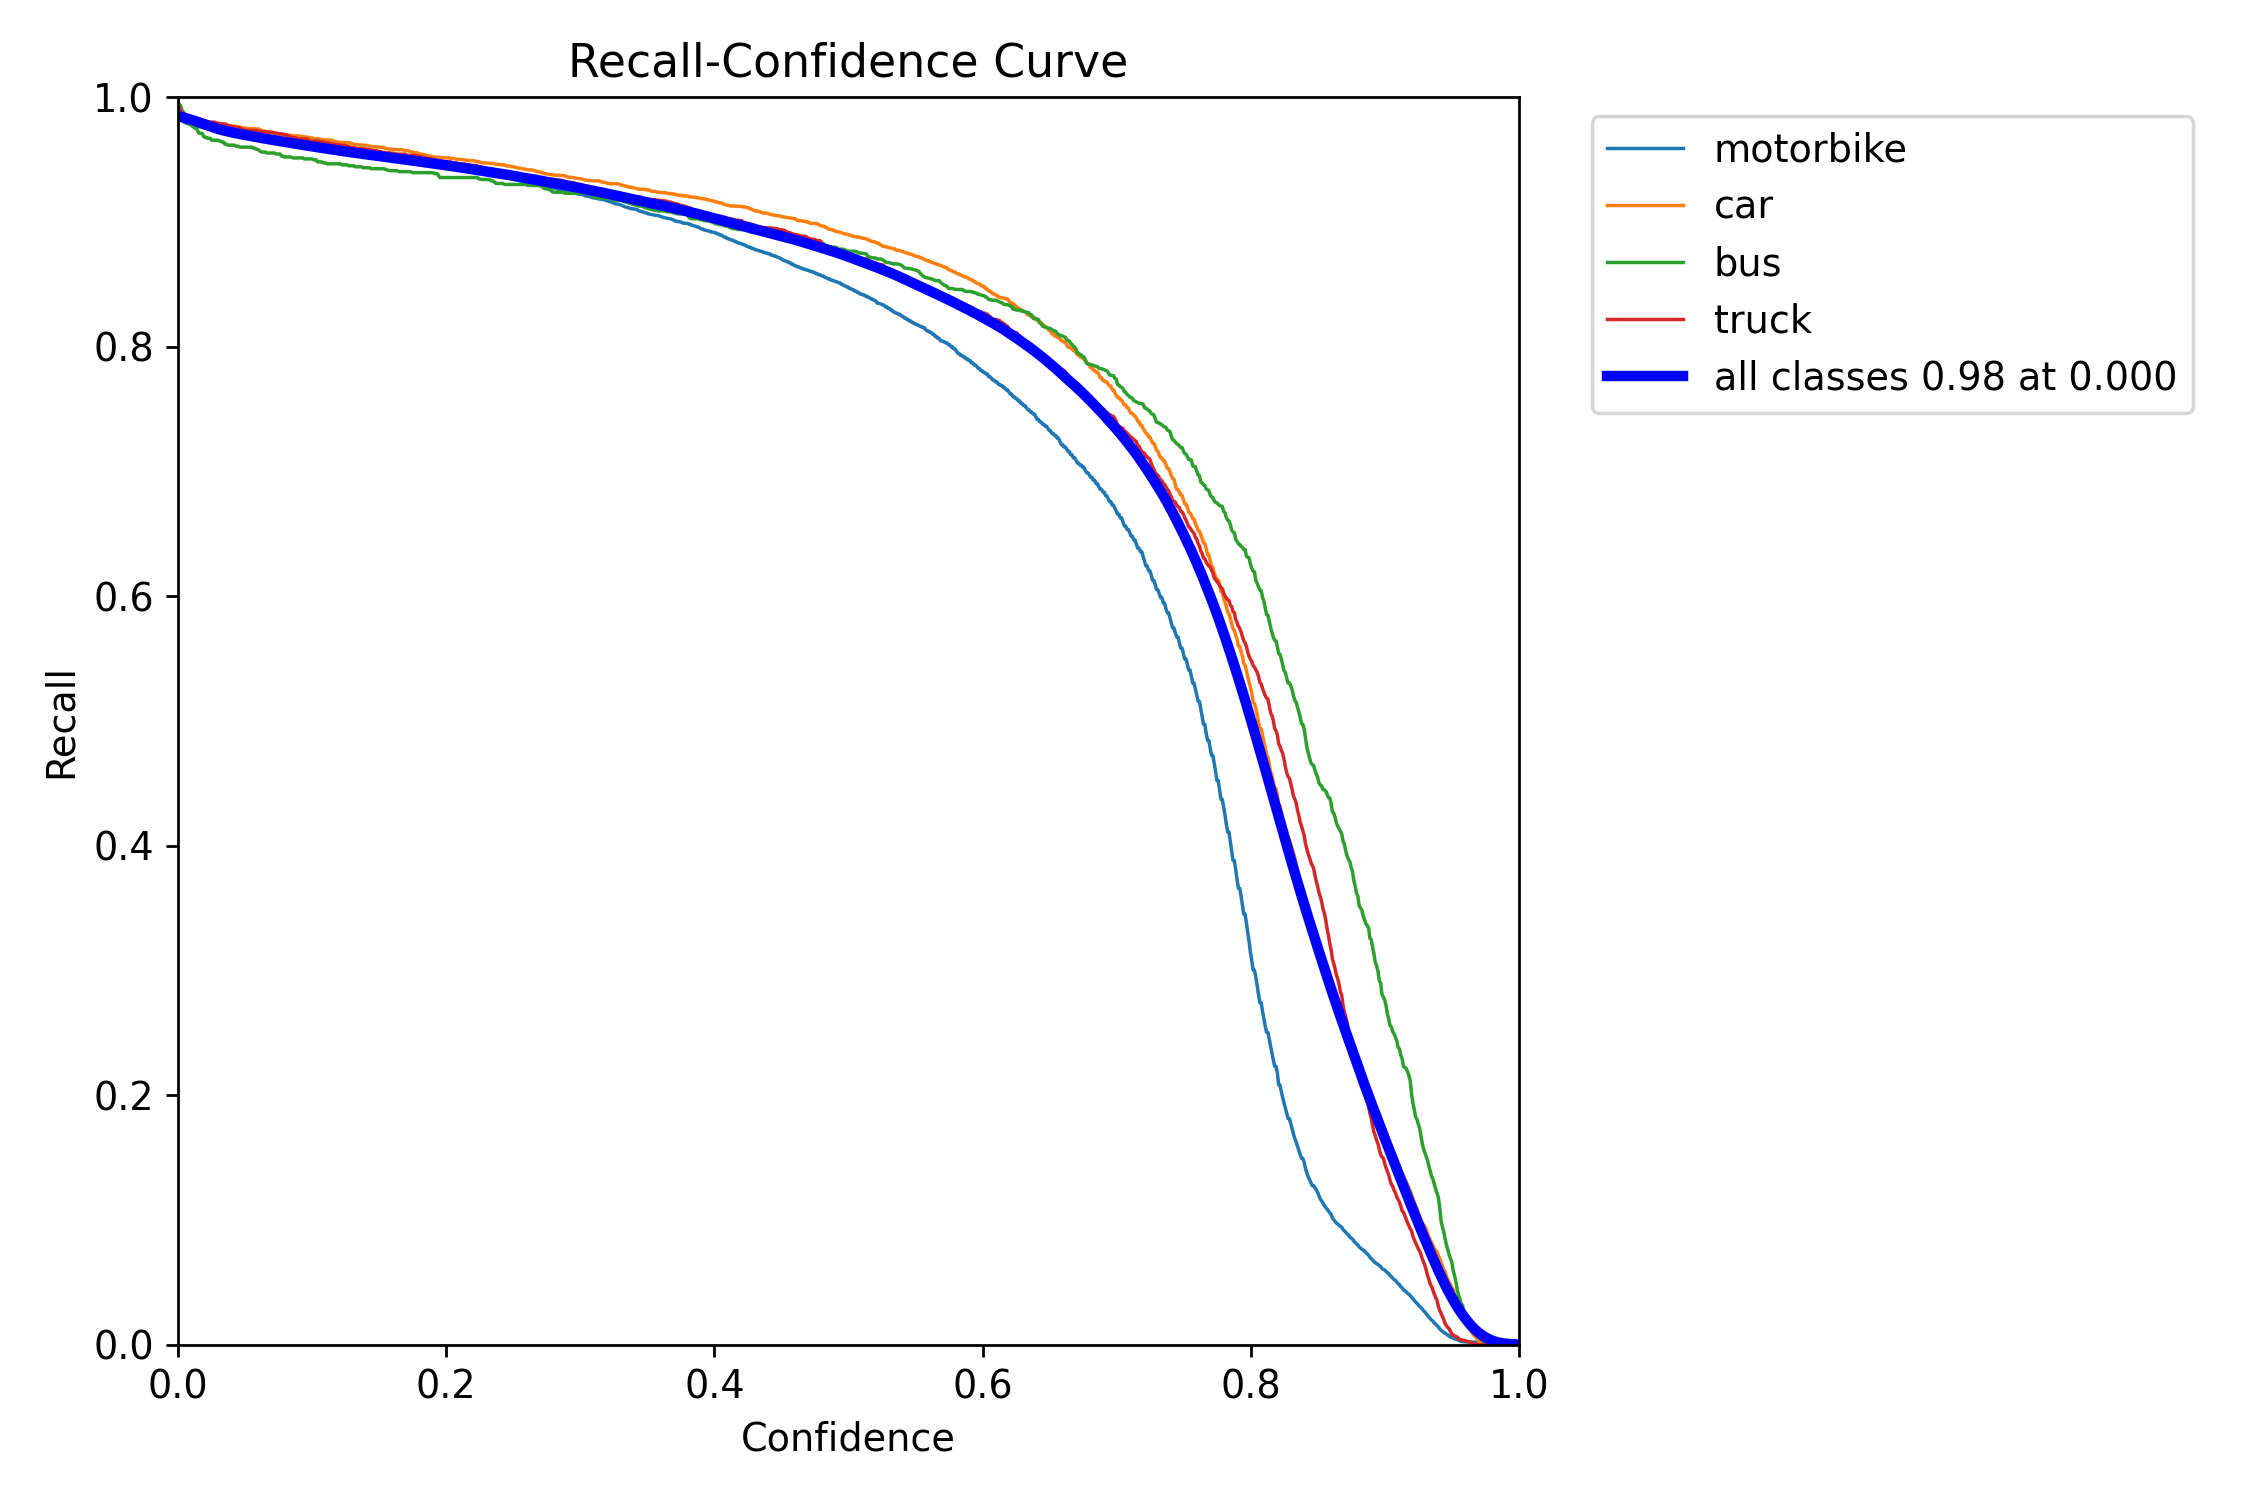 Recall-Confidence Curve
1.0
0.8
0.6
0.4
0.2
0.0
Recall
0.0 0.2 0.4 0.6 0.8 1.0
Confidence
motorbike
car
bus
truck
all classes 0.98 at 0.000